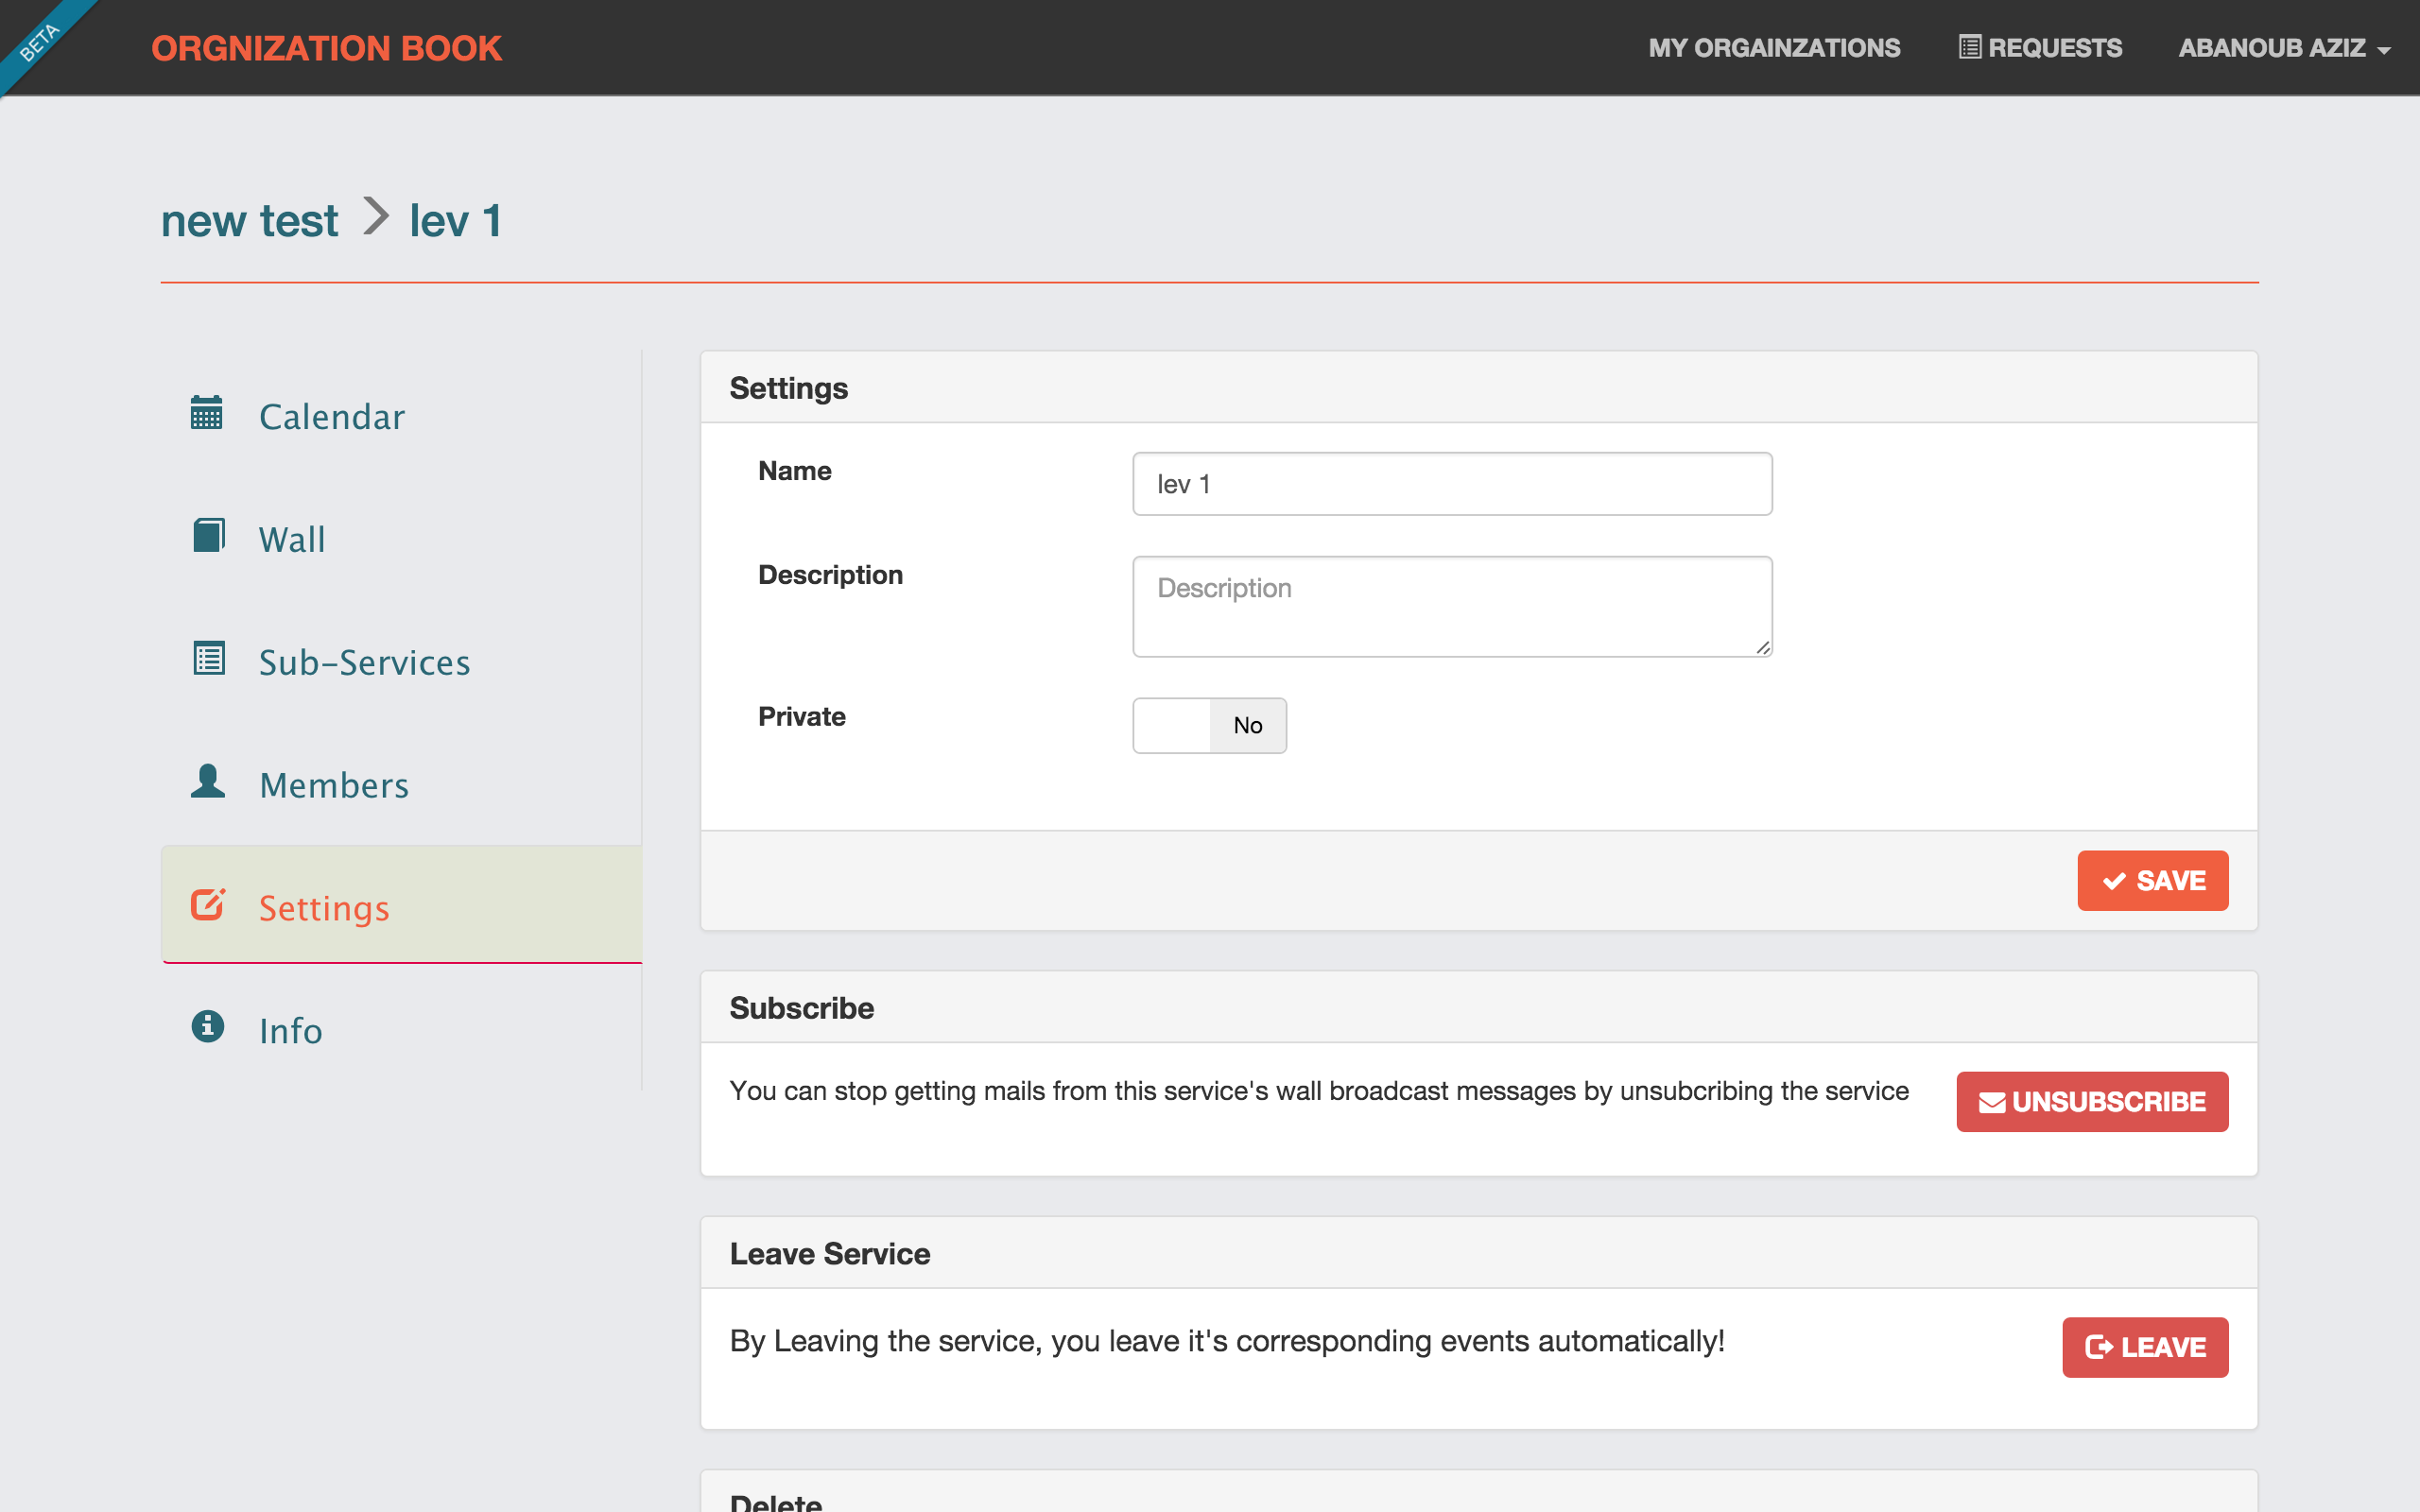 BETA
ORGNIZATION BOOK
MY ORGAINZATIONS
REQUESTS
ABANOUB AZIZ
new test
lev 1
Calendar
Wall
Sub-Services
Members
Settings
Info
Settings
Name
lev 1
Description
Description
Private
No
SAVE
Subscribe
You can stop getting mails from this service's wall broadcast messages by unsubcribing the service
UNSUBSCRIBE
Leave Service
By Leaving the service, you leave it's corresponding events automatically!
LEAVE
Delete